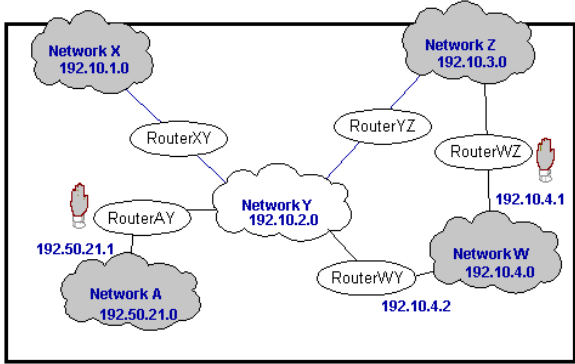 Network X
192.10.1.0
Network Z
192.10.3.0
RouterXY
RouterYZ
RouterWZ
192.10.4.1
Network Y
192.10.2.0
RouterAY
192.50.21.1
Network W
192.10.4.0
RouterWY
192.10.4.2
Network A
192.50.21.0